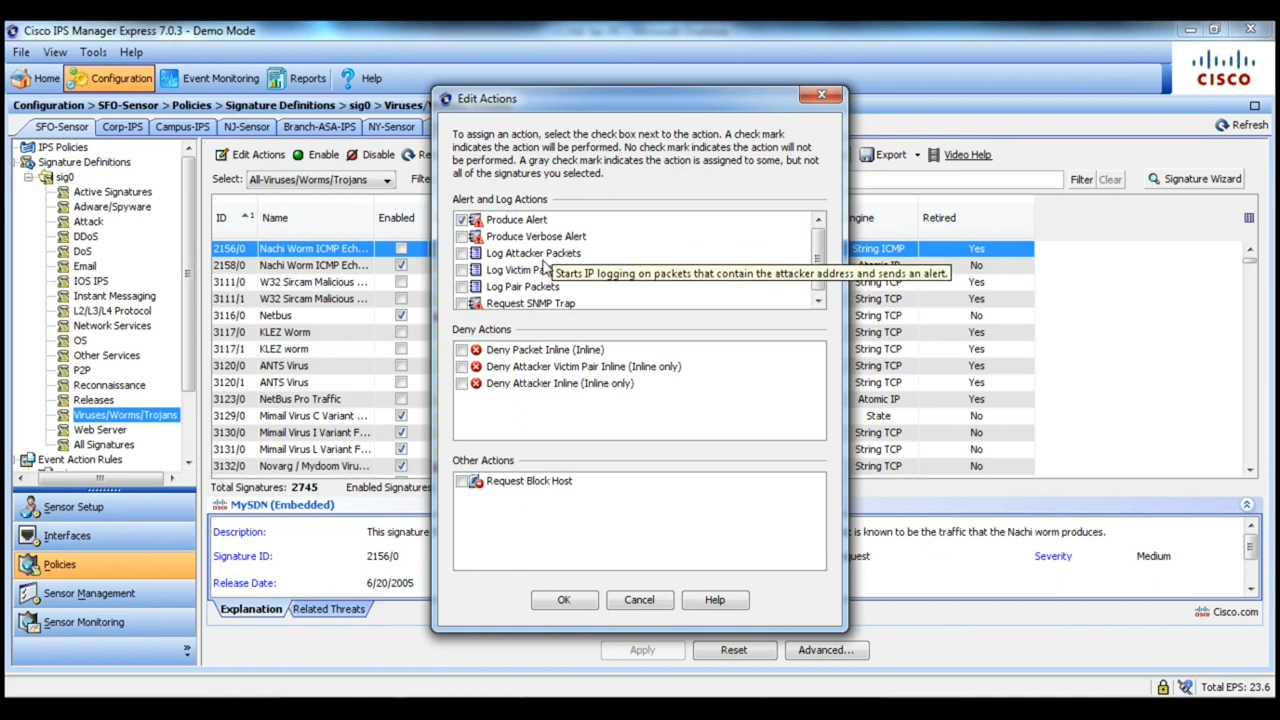 Cisco IPS Manager Express 7.0.3 - Demo Mode
File View Tools Help
Home Configuration Event Monitoring Reports Help
CISCO
Configuration > SFO-Sensor > Policies > Signature Definitions > sig0 > Viruses/
SFO-Sensor Corp-IPS Campus-IPS NJ-Sensor Branch-ASA-IPS NY-Sensor
Refresh
IPS Policies
Signature Definitions
sig0
Active Signatures
Adware/Spyware
Attack
DDoS
DoS
Email
IOS IPS
Instant Messaging
L2/L3/L4 Protocol
Network Services
OS
Other Services
P2P
Reconnaissance
Releases
Viruses/Worms/Trojans
Web Server
All Signatures
Event Action Rules
Sensor Setup
Interfaces
Policies
Sensor Management
Sensor Monitoring
Edit Actions Enable Disable Re
Export Video Help
Select: All-Viruses/Worms/Trojans Filte
Filter Clear Signature Wizard
ID 1 Name Enabled
ngine Retired
2156/0 Nachi Worm ICMP Ech... String ICMP Yes
2158/0 Nachi Worm ICMP Ech... No
3111/0 W32 Sircam Malicious ... String TCP Yes
3111/1 W32 Sircam Malicious ... String TCP Yes
3116/0 Netbus String TCP No
3117/0 KLEZ Worm String TCP Yes
3117/1 KLEZ worm String TCP Yes
3120/0 ANTS Virus String TCP Yes
3120/1 ANTS Virus String TCP Yes
3123/0 NetBus Pro Traffic Atomic IP Yes
3129/0 Mimail Virus C Variant ... State No
3130/0 Mimail Virus I Variant F... String TCP No
3131/0 Mimail Virus L Variant F... String TCP No
3132/0 Novarg / Mydoom Viru... String TCP No
Total Signatures: 2745 Enabled Signatures
MySDN (Embedded)
Description: This signature
t is known to be the traffic that the Nachi worm produces.
Signature ID: 2156/0
quest Severity Medium
Release Date: 6/20/2005
Explanation Related Threats
Cisco.com
Apply Reset Advanced...
Total EPS: 23.6
Edit Actions
To assign an action, select the check box next to the action. A check mark
indicates the action will be performed. No check mark indicates the action will not
be performed. A gray check mark indicates the action is assigned to some, but not
all of the signatures you selected.
Alert and Log Actions
Produce Alert
Produce Verbose Alert
Log Attacker Packets
Log Victim Pa
Starts IP logging on packets that contain the attacker address and sends an alert.
Log Pair Packets
Request SNMP Trap
Deny Actions
Deny Packet Inline (Inline)
Deny Attacker Victim Pair Inline (Inline only)
Deny Attacker Inline (Inline only)
Other Actions
Request Block Host
OK Cancel Help